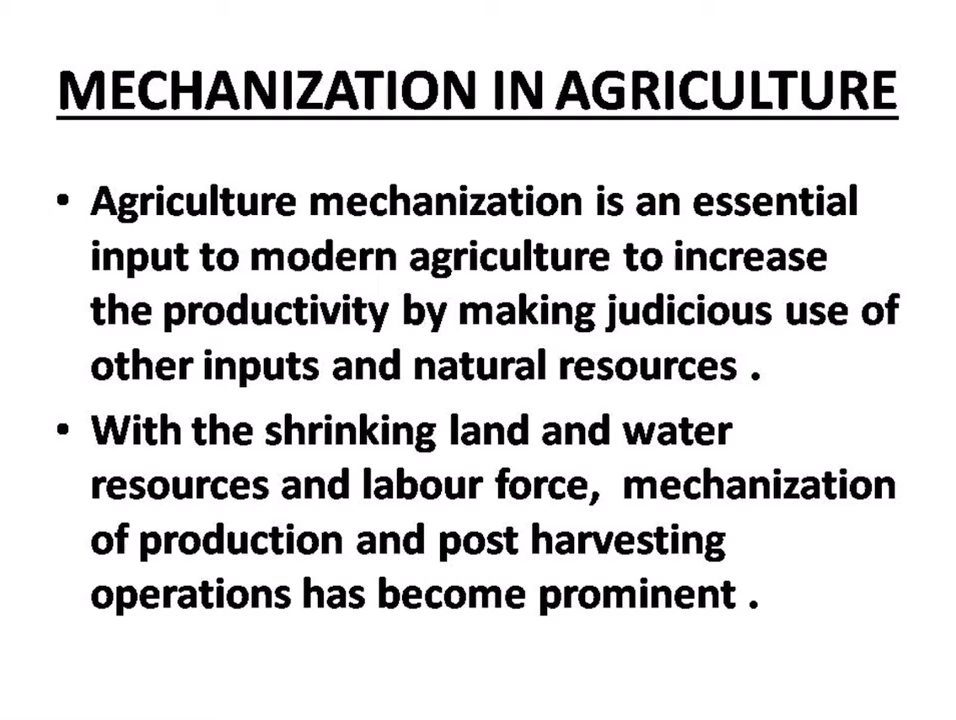 MECHANIZATION IN AGRICULTURE
• Agriculture mechanization is an essential
input to modern agriculture to increase
the productivity by making judicious use of
other inputs and natural resources .
• With the shrinking land and water
resources and labour force, mechanization
of production and post harvesting
operations has become prominent .